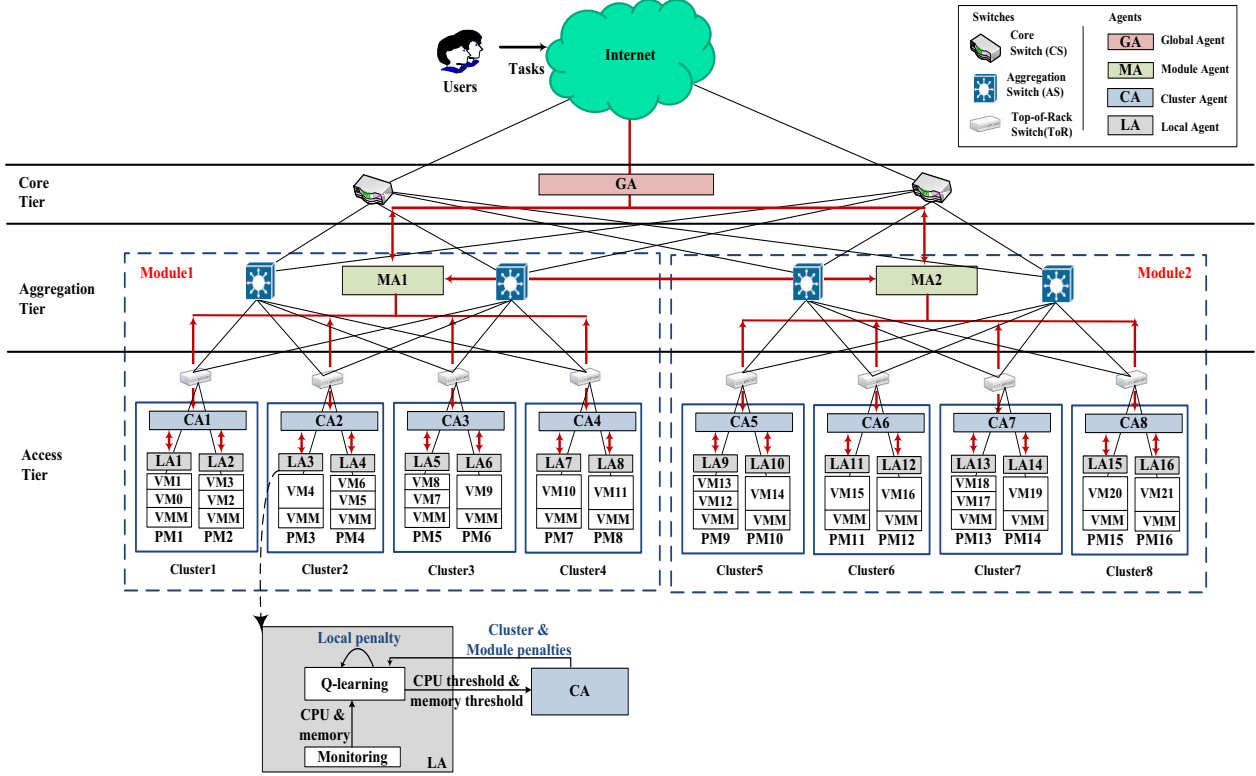 Users
Tasks
Internet
Switches
Agents
Core
Switch (CS)
Aggregation
Switch (AS)
Top-of-Rack
Switch(ToR)
GA
Global Agent
MA
Module Agent
CA
Cluster Agent
LA
Local Agent
Core
Tier
GA
Aggregation
Tier
Module1
MA1
MA2
Module2
Access
Tier
CA1
CA2
CA3
CA4
CA5
CA6
CA7
CA8
LA1
LA2
LA3
LA4
LA5
LA6
LA7
LA8
LA9
LA10
LA11
LA12
LA13
LA14
LA15
LA16
VM1
VM0
VMM
PM1
VM3
VM2
VMM
PM2
VM4
VMM
PM3
VM6
VM5
VMM
PM4
VM8
VM7
VMM
PM5
VM9
VMM
PM6
VM10
VMM
PM7
VM11
VMM
PM8
VM13
VM12
VMM
PM9
VM14
VMM
PM10
VM15
VMM
PM11
VM16
VMM
PM12
VM18
VM17
VMM
PM13
VM19
VMM
PM14
VM20
VMM
PM15
VM21
VMM
PM16
Cluster1
Cluster2
Cluster3
Cluster4
Cluster5
Cluster6
Cluster7
Cluster8
Local penalty
Cluster &
Module penalties
Q-learning
CPU threshold &
memory threshold
CA
CPU &
memory
Monitoring
LA